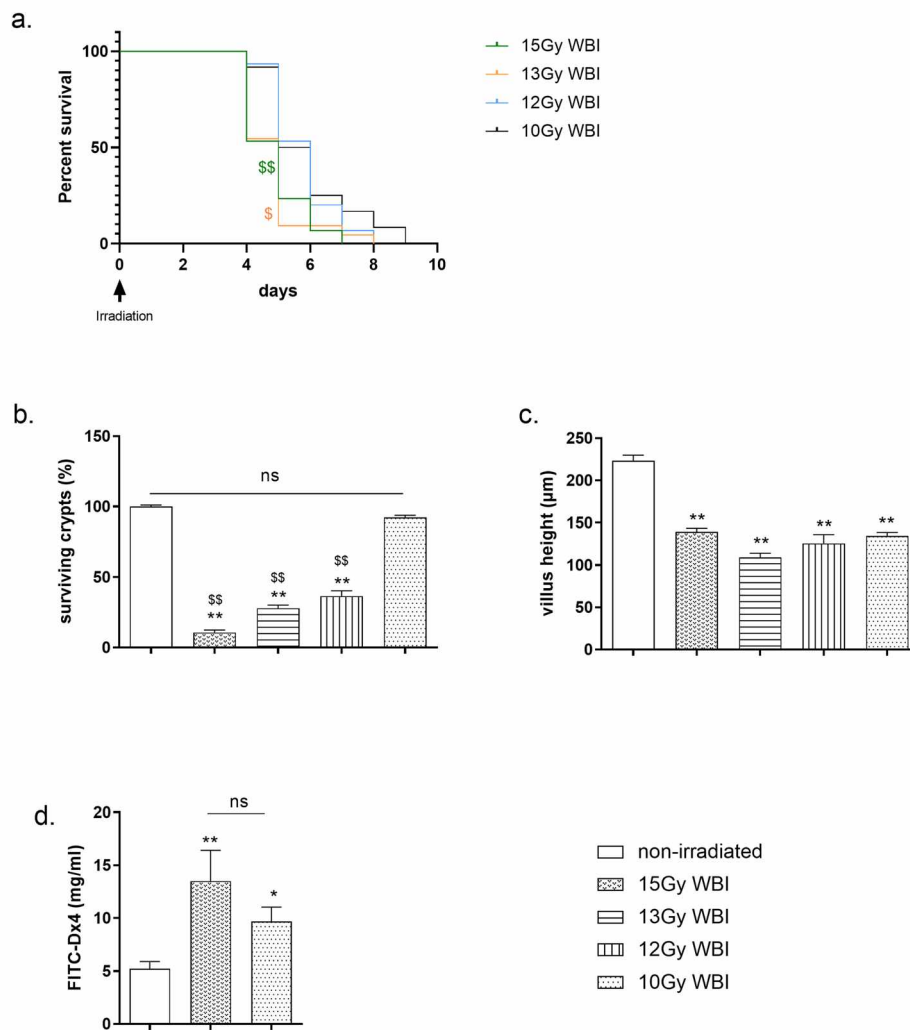 a.
Percent survival
100
50
0
0 2 4 6 8 10
days
Irradiation
$$
$
15Gy WBI
13Gy WBI
12Gy WBI
10Gy WBI
b.
surviving crypts (%)
150
100
50
0
ns
$$
**
$$
**
$$
**
c.
villus height (µm)
250
200
150
100
50
0
**
**
**
**
d.
FITC-Dx4 (mg/ml)
20
15
10
5
0
ns
**
*
non-irradiated
15Gy WBI
13Gy WBI
12Gy WBI
10Gy WBI